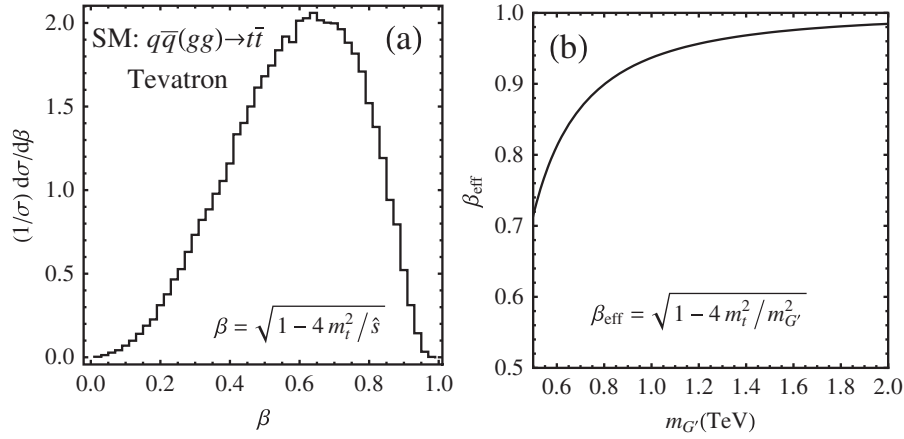 2.0
SM: qq̅(gg)→tt̅
(a)
Tevatron
1.5
1.0
0.5
0.0
(1/σ) dσ/dβ
β = √(1 − 4 m_t^2 / ŝ)
0.0 0.2 0.4 0.6 0.8 1.0
β
1.0
(b)
0.9
0.8
0.7
0.6
0.5
β_eff
β_eff = √(1 − 4 m_t^2 / m_G'^2)
0.6 0.8 1.0 1.2 1.4 1.6 1.8 2.0
m_G'(TeV)